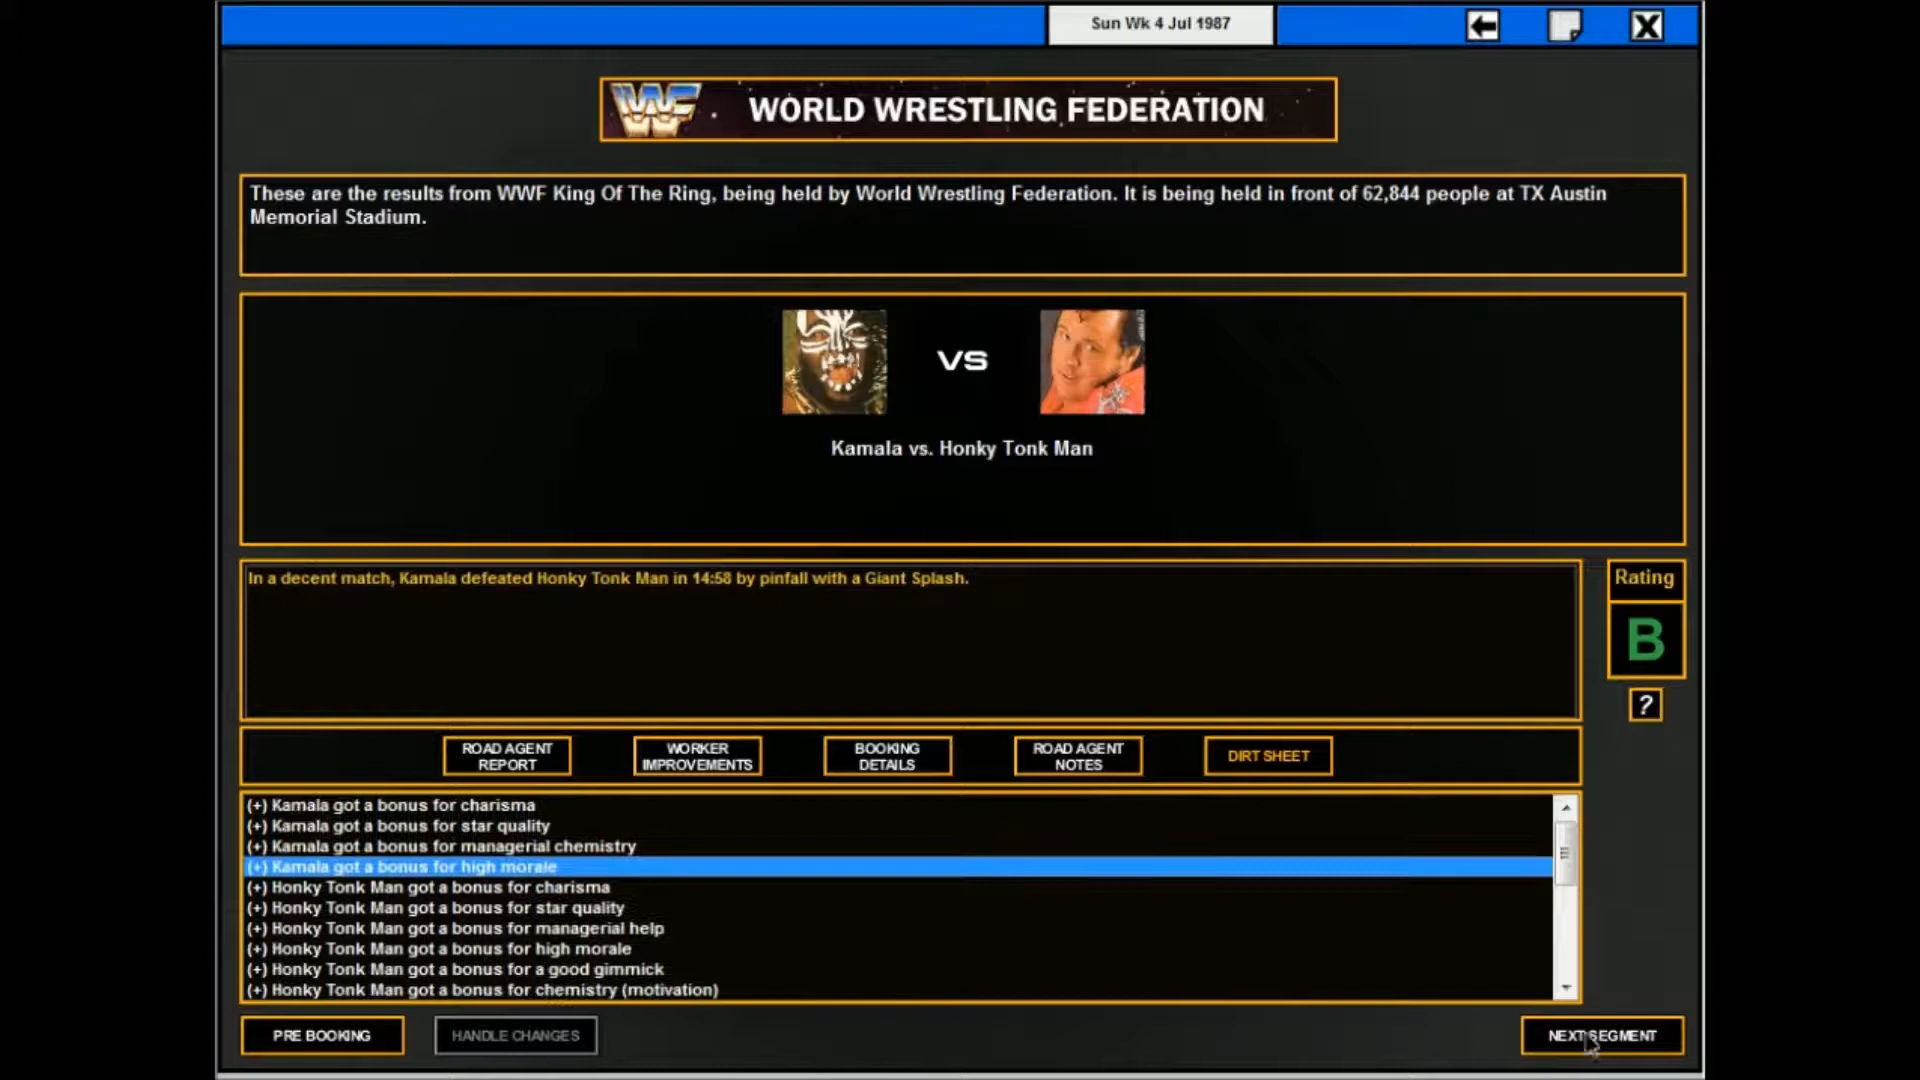 Sun Wk 4 Jul 1987
WWF
WORLD WRESTLING FEDERATION
These are the results from WWF King Of The Ring, being held by World Wrestling Federation. It is being held in front of 62,844 people at TX Austin
Memorial Stadium.
VS
Kamala vs. Honky Tonk Man
In a decent match, Kamala defeated Honky Tonk Man in 14:58 by pinfall with a Giant Splash.
Rating
B
?
ROAD AGENT
REPORT
WORKER
IMPROVEMENTS
BOOKING
DETAILS
ROAD AGENT
NOTES
DIRT SHEET
(+) Kamala got a bonus for charisma
(+) Kamala got a bonus for star quality
(+) Kamala got a bonus for managerial chemistry
(+) Kamala got a bonus for high morale
(+) Honky Tonk Man got a bonus for charisma
(+) Honky Tonk Man got a bonus for star quality
(+) Honky Tonk Man got a bonus for managerial help
(+) Honky Tonk Man got a bonus for high morale
(+) Honky Tonk Man got a bonus for a good gimmick
(+) Honky Tonk Man got a bonus for chemistry (motivation)
PRE BOOKING
HANDLE CHANGES
NEXT SEGMENT